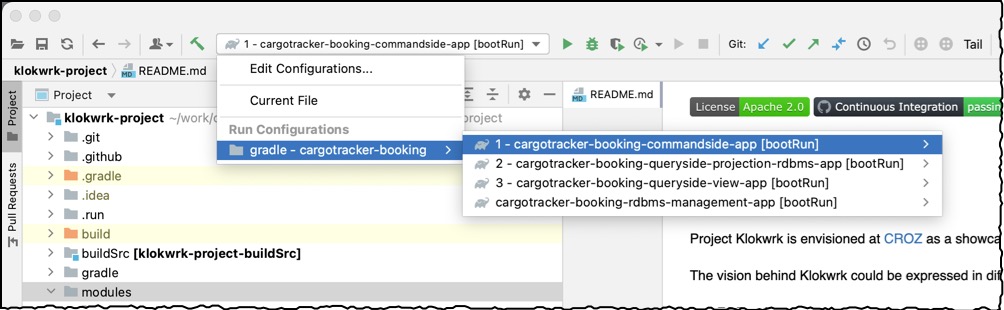 1 - cargotracker-booking-commandside-app [bootRun]
Git:
Tail
klokwrk-project
README.md
Edit Configurations...
Current File
Run Configurations
gradle - cargotracker-booking
1 - cargotracker-booking-commandside-app [bootRun]
2 - cargotracker-booking-queryside-projection-rdbms-app [bootRun]
3 - cargotracker-booking-queryside-view-app [bootRun]
cargotracker-booking-rdbms-management-app [bootRun]
Project
Pull Requests
Project
klokwrk-project ~/work/
project
.git
.github
.gradle
.idea
.run
build
buildSrc [klokwrk-project-buildSrc]
gradle
modules
README.md
License Apache 2.0
Continuous Integration passin
Project Klokwrk is envisioned at CROZ as a showca
The vision behind Klokwrk could be expressed in dif